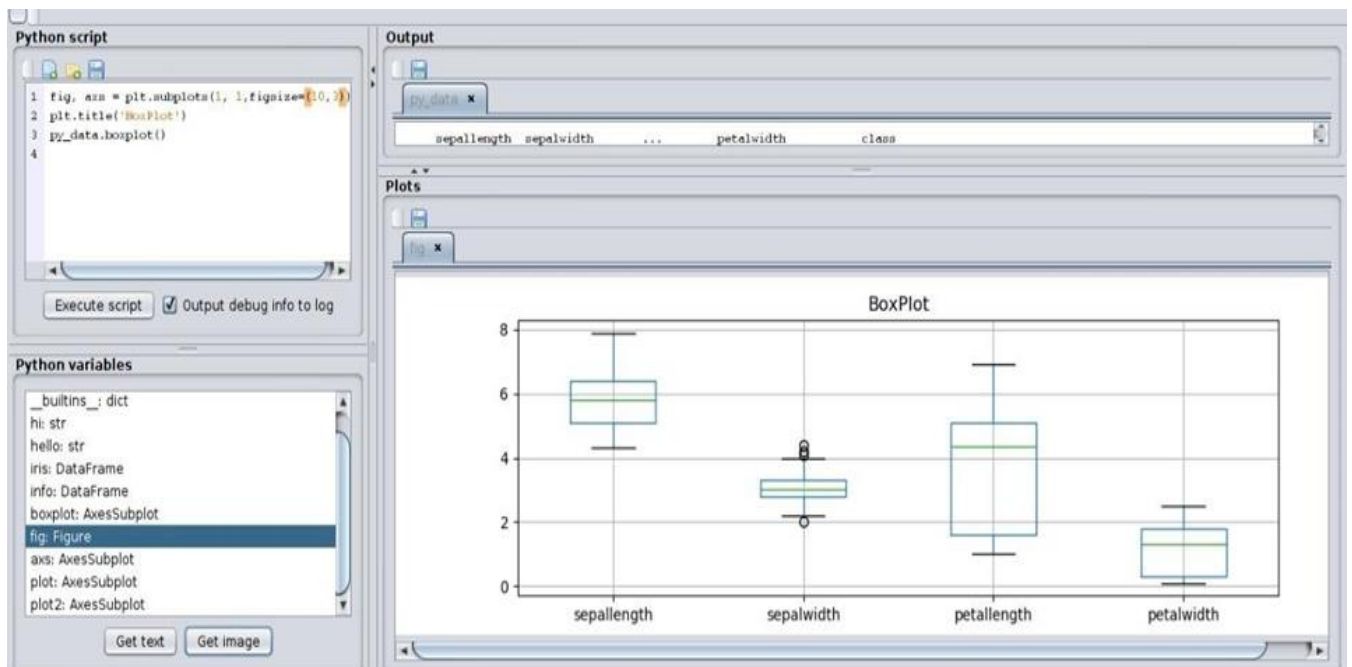 Python script
1 fig, axs = plt.subplots(1, 1,figsize=(10,3))
2 plt.title('BoxPlot')
3 py_data.boxplot()
4
Execute script
Output debug info to log
Python variables
__builtins__: dict
hi: str
hello: str
iris: DataFrame
info: DataFrame
boxplot: AxesSubplot
fig: Figure
axs: AxesSubplot
plot: AxesSubplot
plot2: AxesSubplot
Get text Get image
Output
py_data ×
sepallength sepalwidth ... petalwidth class
Plots
fig ×
BoxPlot
8
6
4
2
0
sepallength sepalwidth petallength petalwidth